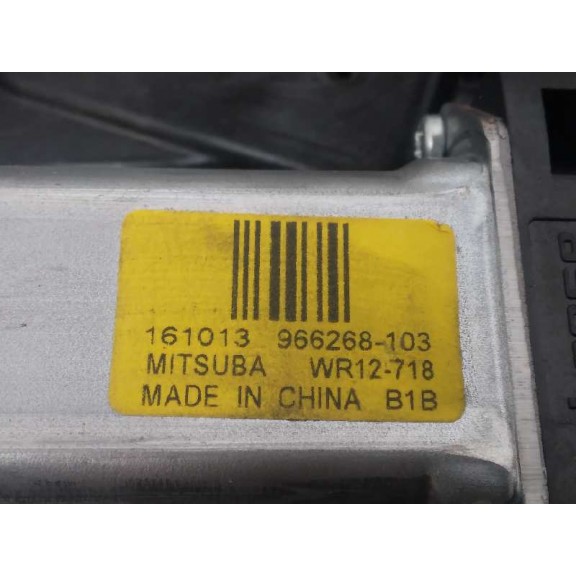 161013 966268-103
MITSUBA WR12-718
MADE IN CHINA B1B